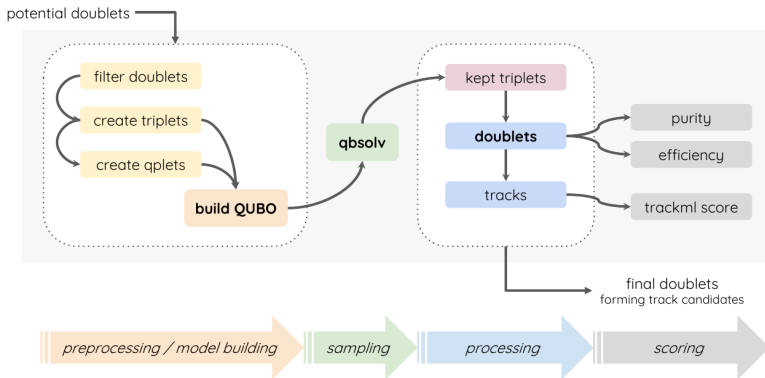 potential doublets
filter doublets
create triplets
create qplets
build QUBO
qbsolv
kept triplets
doublets
tracks
purity
efficiency
trackml score
final doublets
forming track candidates
preprocessing / model building
sampling
processing
scoring